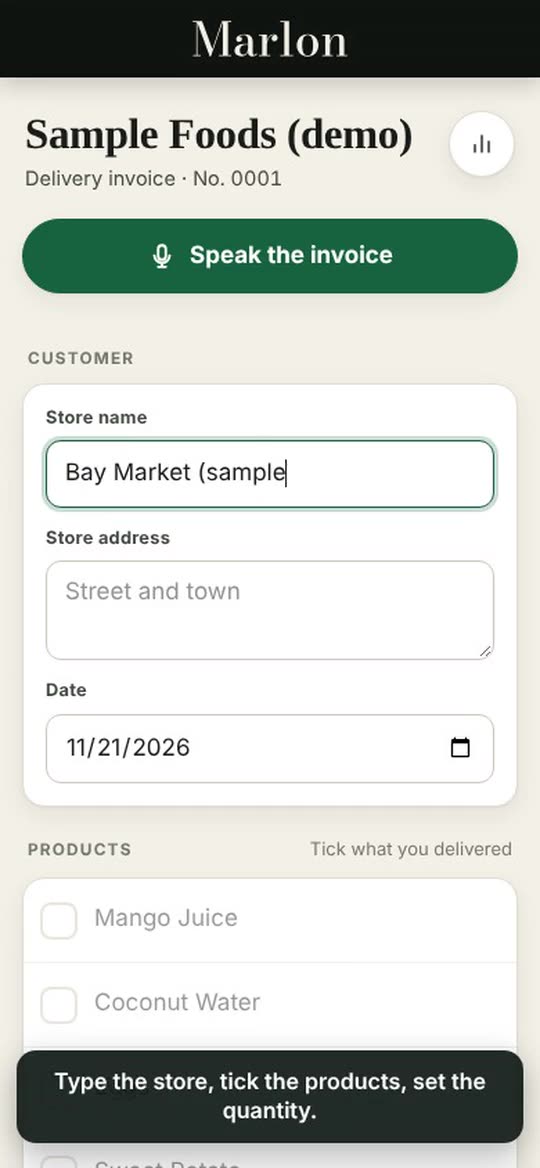 Marlon
Sample Foods (demo)
Delivery invoice · No. 0001
Speak the invoice
CUSTOMER
Store name
Bay Market (sample
Store address
Street and town
Date
11/21/2026
PRODUCTS
Tick what you delivered
Mango Juice
Coconut Water
Type the store, tick the products, set the
quantity.
Sweet Potato